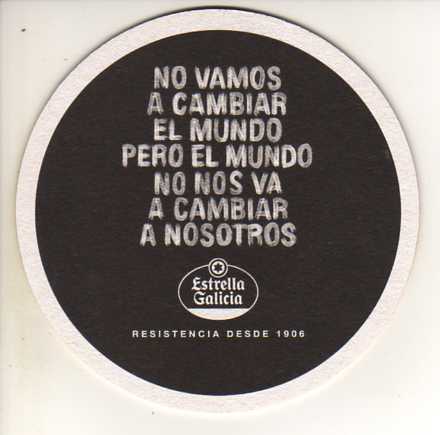 NO VAMOS
A CAMBIAR
EL MUNDO
PERO EL MUNDO
NO NOS VA
A CAMBIAR
A NOSOTROS
Estrella
Galicia
RESISTENCIA DESDE 1906